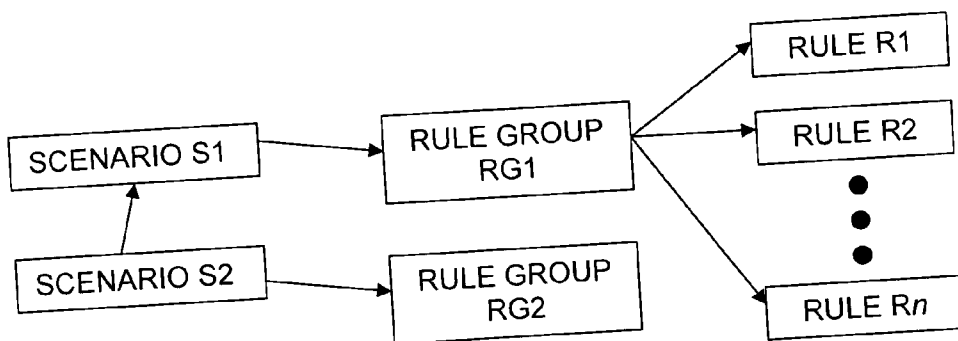 SCENARIO S1
SCENARIO S2
RULE GROUP
RG1
RULE GROUP
RG2
RULE R1
RULE R2
RULE Rn